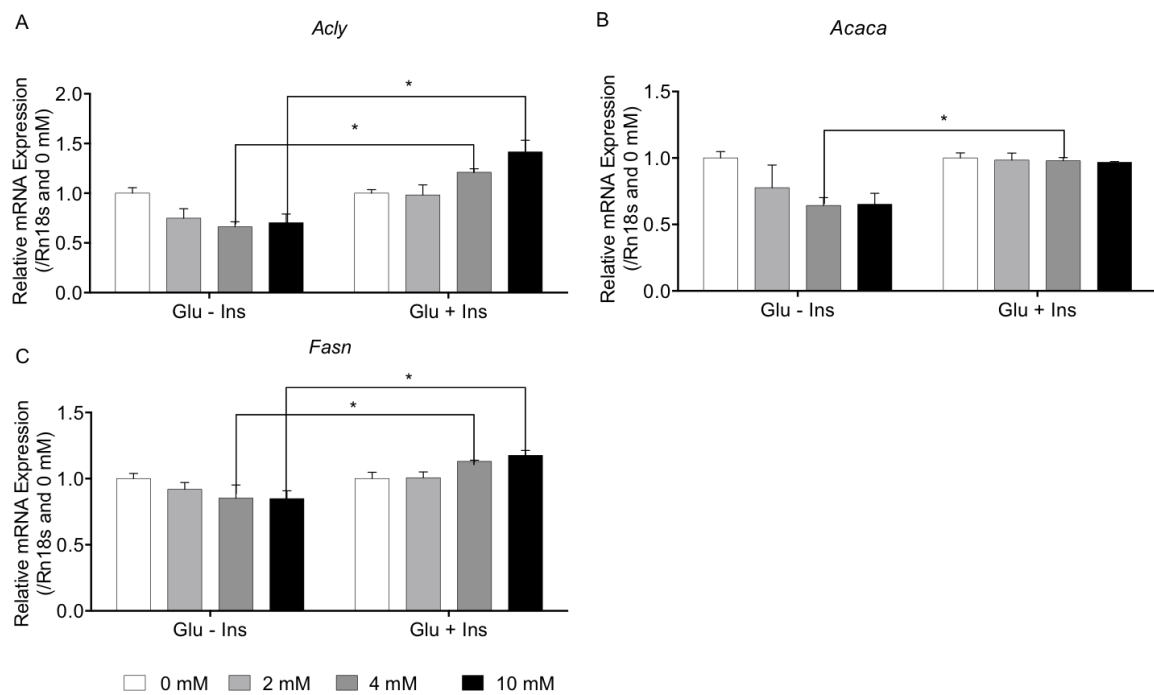 A
Acly
Relative mRNA Expression
(/Rn18s and 0 mM)
2.0
1.5
1.0
0.5
0.0
*
*
Glu - Ins
Glu + Ins
B
Acaca
Relative mRNA Expression
(/Rn18s and 0 mM)
1.5
1.0
0.5
0.0
*
Glu - Ins
Glu + Ins
C
Fasn
Relative mRNA Expression
(/Rn18s and 0 mM)
1.5
1.0
0.5
0.0
*
*
Glu - Ins
Glu + Ins
0 mM 2 mM 4 mM 10 mM